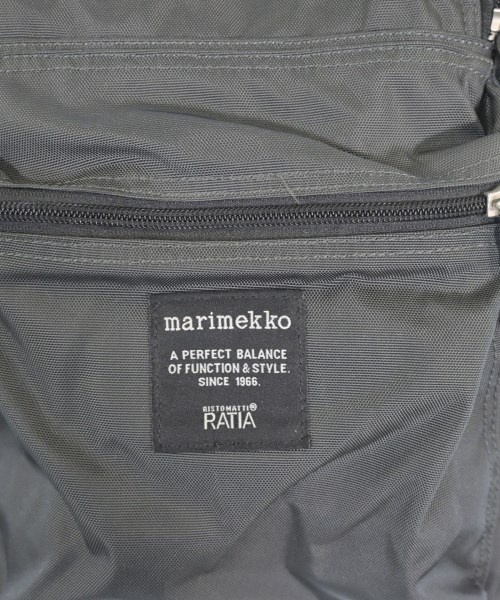 marimekko
A PERFECT BALANCE
OF FUNCTION & STYLE.
SINCE 1966.
RISTOMATTI®
RATIA